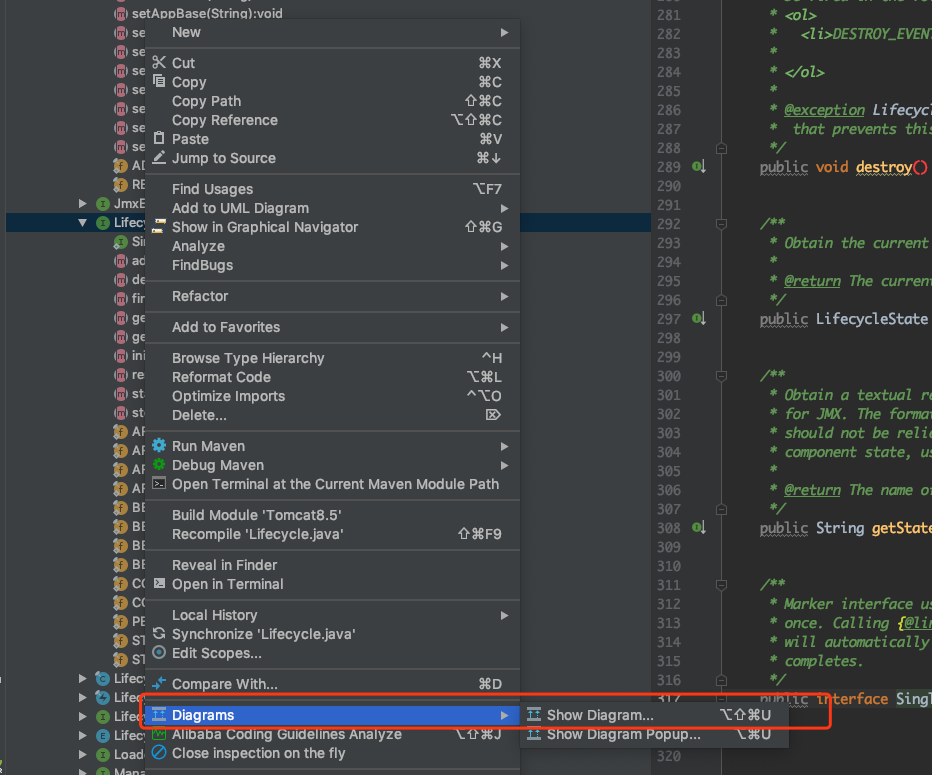 setAppBase(String):void
se
se
se
se
se
se
se
JmxE
Lifecy
Sin
ad
de
fir
ge
ge
ini
re
sta
sto
AF
AF
AF
AF
BE
BE
BE
BE
CO
CO
PE
ST
ST
Lifec
Lifec
Lifec
Lifec
Loade
Mana
New
Cut ⌘X
Copy ⌘C
Copy Path ⇧⌘C
Copy Reference ⌥⇧⌘C
Paste ⌘V
Jump to Source ⌘↓
Find Usages ⌥F7
Add to UML Diagram
Show in Graphical Navigator ⇧⌘G
Analyze
FindBugs
Refactor
Add to Favorites
Browse Type Hierarchy ^H
Reformat Code ⌥⌘L
Optimize Imports ^⌥O
Delete... ⌦
Run Maven
Debug Maven
Open Terminal at the Current Maven Module Path
Build Module 'Tomcat8.5'
Recompile 'Lifecycle.java' ⇧⌘F9
Reveal in Finder
Open in Terminal
Local History
Synchronize 'Lifecycle.java'
Edit Scopes...
Compare With... ⌘D
Diagrams
Alibaba Coding Guidelines Analyze ⌥⇧⌘J
Close inspection on the fly
Show Diagram... ⌥⇧⌘U
Show Diagram Popup... ⌥⌘U
281 * <ol>
282 * <li>DESTROY_EVENT
283 *
284 * </ol>
285 *
286 * @exception Lifecycl
287 * that prevents this
288 */
289 public void destroy()
290
291
292 /**
293 * Obtain the current
294 *
295 * @return The current
296 */
297 public LifecycleState
298
299
300 /**
301 * Obtain a textual re
302 * for JMX. The format
303 * should not be relie
304 * component state, us
305 *
306 * @return The name of
307 */
308 public String getState
309
310
311 /**
312 * Marker interface us
313 * once. Calling {@lin
314 * will automatically
315 * completes.
316 */
317 public interface Singl
320